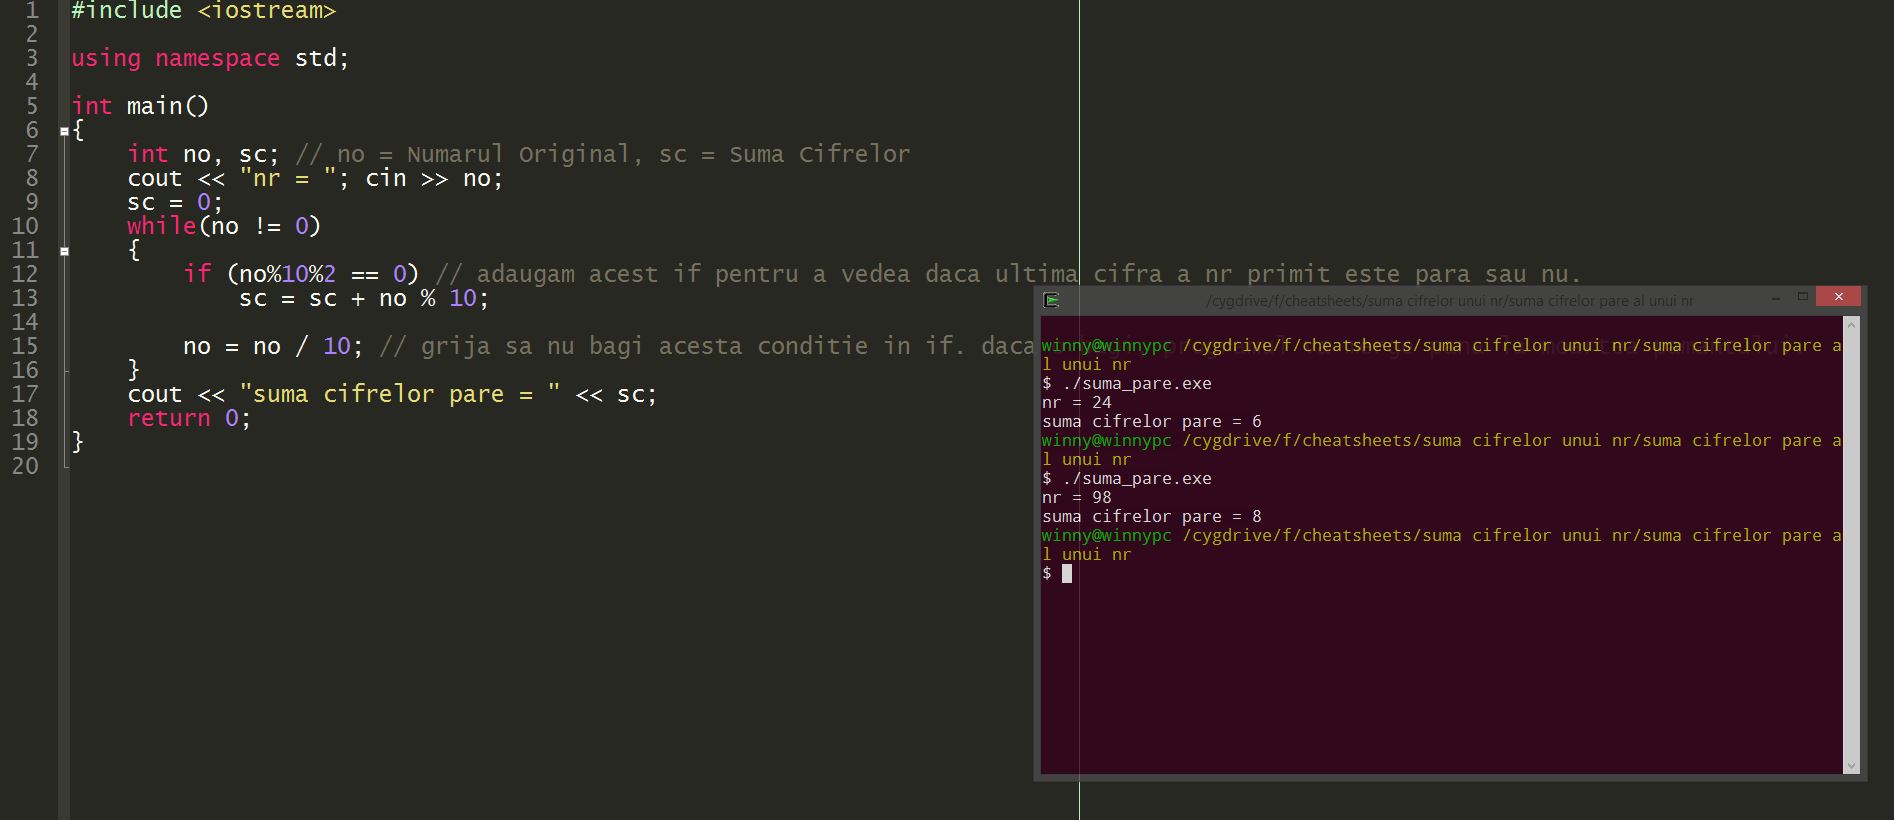 1 #include <iostream>
2
3 using namespace std;
4
5 int main()
6 {
7 int no, sc; // no = Numarul Original, sc = Suma Cifrelor
8 cout << "nr = "; cin >> no;
9 sc = 0;
10 while(no != 0)
11 {
12 if (no%10%2 == 0) // adaugam acest if pentru a vedea daca ultima cifra a nr primit este para sau nu.
13 sc = sc + no % 10;
14
15 no = no / 10; // grija sa nu bagi acesta conditie in if. daca
16 }
17 cout << "suma cifrelor pare = " << sc;
18 return 0;
19 }
20
/cygdrive/f/cheatsheets/suma cifrelor unui nr/suma cifrelor pare al unui nr
winny@winnypc /cygdrive/f/cheatsheets/suma cifrelor unui nr/suma cifrelor pare a
l unui nr
$ ./suma_pare.exe
nr = 24
suma cifrelor pare = 6
winny@winnypc /cygdrive/f/cheatsheets/suma cifrelor unui nr/suma cifrelor pare a
l unui nr
$ ./suma_pare.exe
nr = 98
suma cifrelor pare = 8
winny@winnypc /cygdrive/f/cheatsheets/suma cifrelor unui nr/suma cifrelor pare a
l unui nr
$